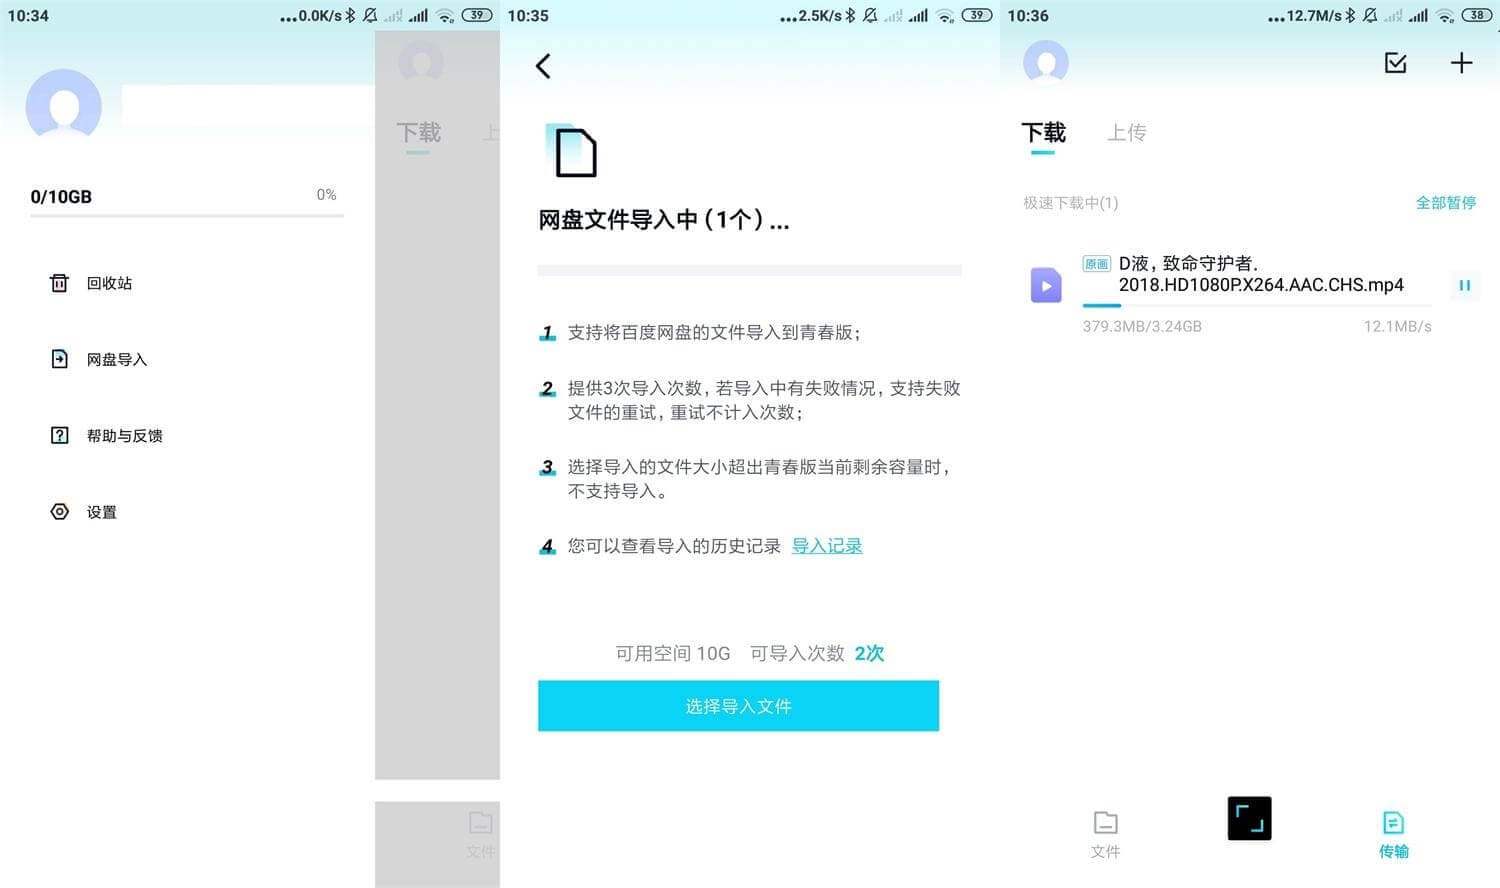 10:34
...0.0K/s
39
下载
上
0/10GB
0%
回收站
网盘导入
帮助与反馈
设置
文件
10:35
...2.5K/s
39
网盘文件导入中（1个）...
1 支持将百度网盘的文件导入到青春版；
2 提供3次导入次数，若导入中有失败情况，支持失败
文件的重试，重试不计入次数；
3 选择导入的文件大小超出青春版当前剩余容量时，
不支持导入。
4 您可以查看导入的历史记录 导入记录
可用空间 10G 可导入次数 2次
选择导入文件
10:36
...12.7M/s
38
下载
上传
极速下载中(1)
全部暂停
原画 D液，致命守护者.
2018.HD1080P.X264.AAC.CHS.mp4
379.3MB/3.24GB
12.1MB/s
文件
传输